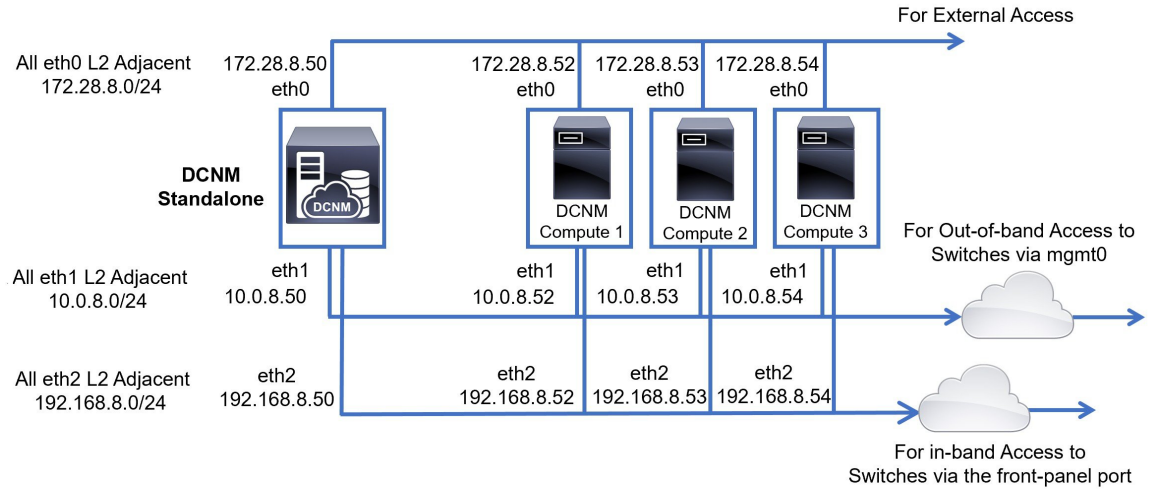 For External Access
All eth0 L2 Adjacent
172.28.8.0/24
172.28.8.50
eth0
172.28.8.52
eth0
172.28.8.53
eth0
172.28.8.54
eth0
DCNM
Standalone
DCNM
DCNM
Compute 1
DCNM
Compute 2
DCNM
Compute 3
For Out-of-band Access to
Switches via mgmt0
All eth1 L2 Adjacent
10.0.8.0/24
eth1
10.0.8.50
eth1
10.0.8.52
eth1
10.0.8.53
eth1
10.0.8.54
All eth2 L2 Adjacent
192.168.8.0/24
eth2
192.168.8.50
eth2
192.168.8.52
eth2
192.168.8.53
eth2
192.168.8.54
For in-band Access to
Switches via the front-panel port